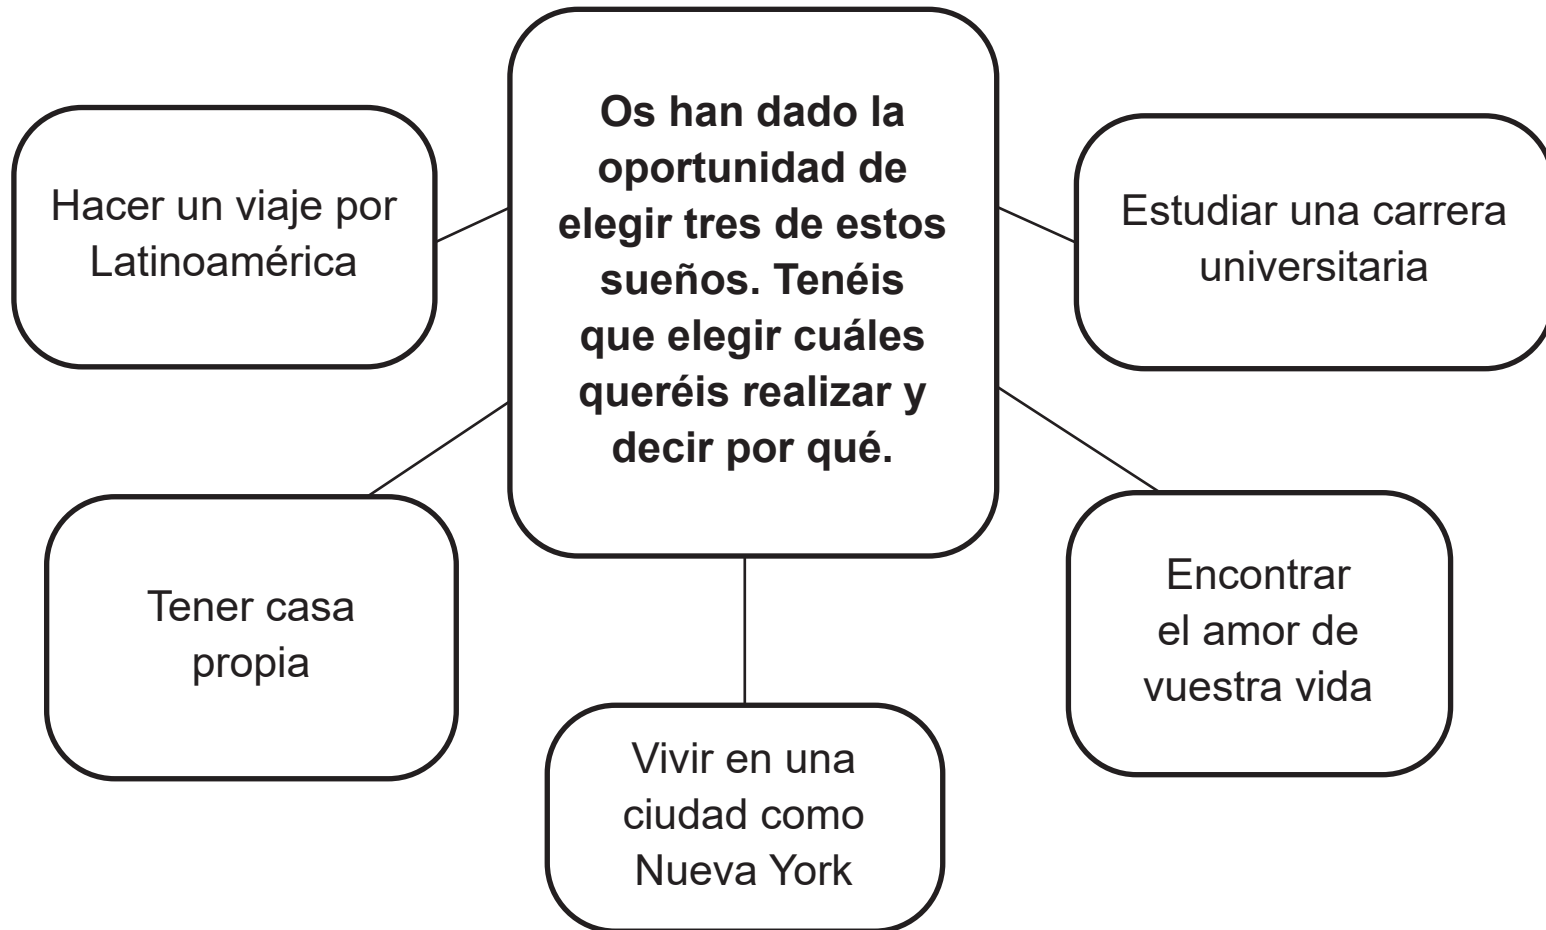 Os han dado la
oportunidad de
elegir tres de estos
sueños. Tenéis
que elegir cuáles
queréis realizar y
decir por qué.
Hacer un viaje por
Latinoamérica
Estudiar una carrera
universitaria
Tener casa
propia
Encontrar
el amor de
vuestra vida
Vivir en una
ciudad como
Nueva York